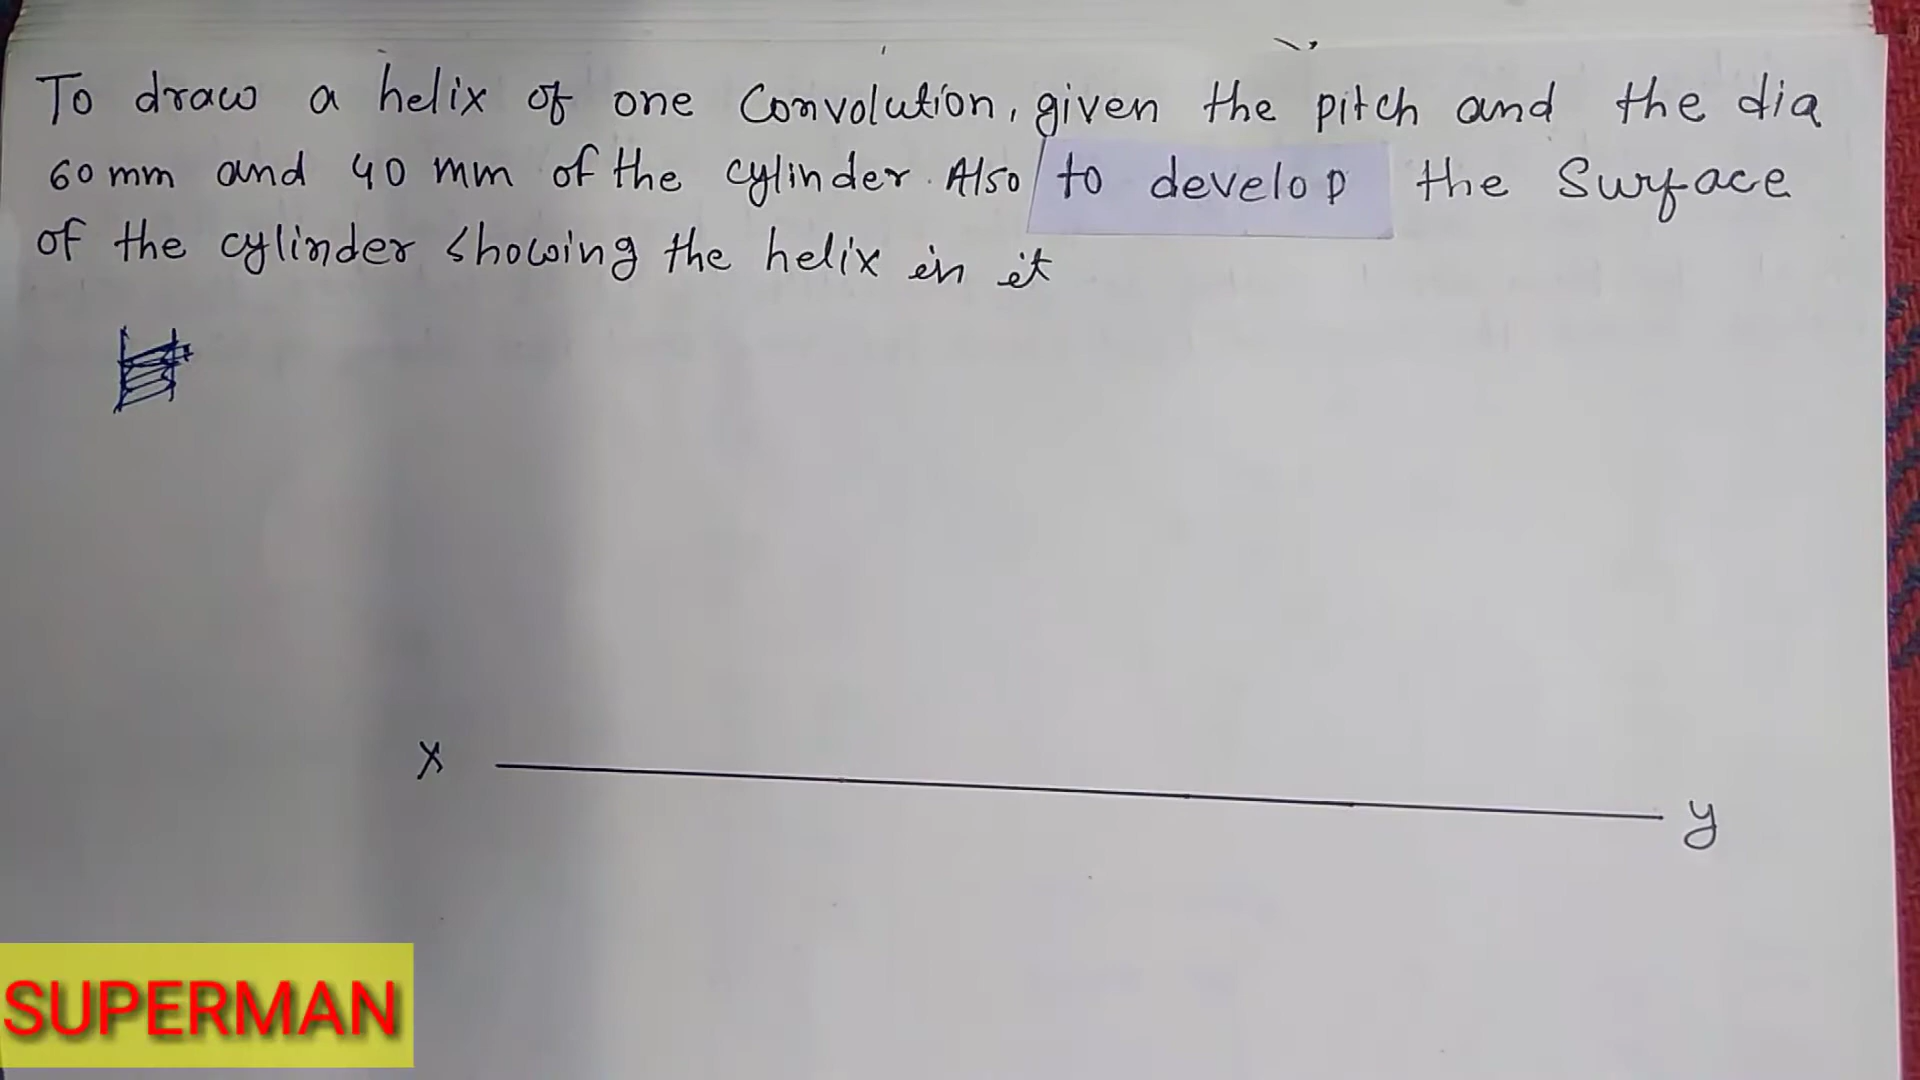 To draw a helix of one Convolution, given the pitch and the dia
60 mm and 40 mm of the cylinder. Also to develop the Surface
of the cylinder showing the helix in it
X
y
SUPERMAN